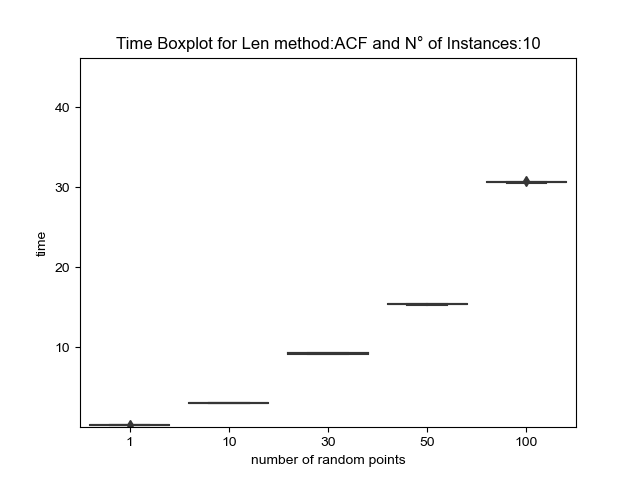 Time Boxplot for Len method:ACF and N° of Instances:10
40
30
20
10
time
1 10 30 50 100
number of random points